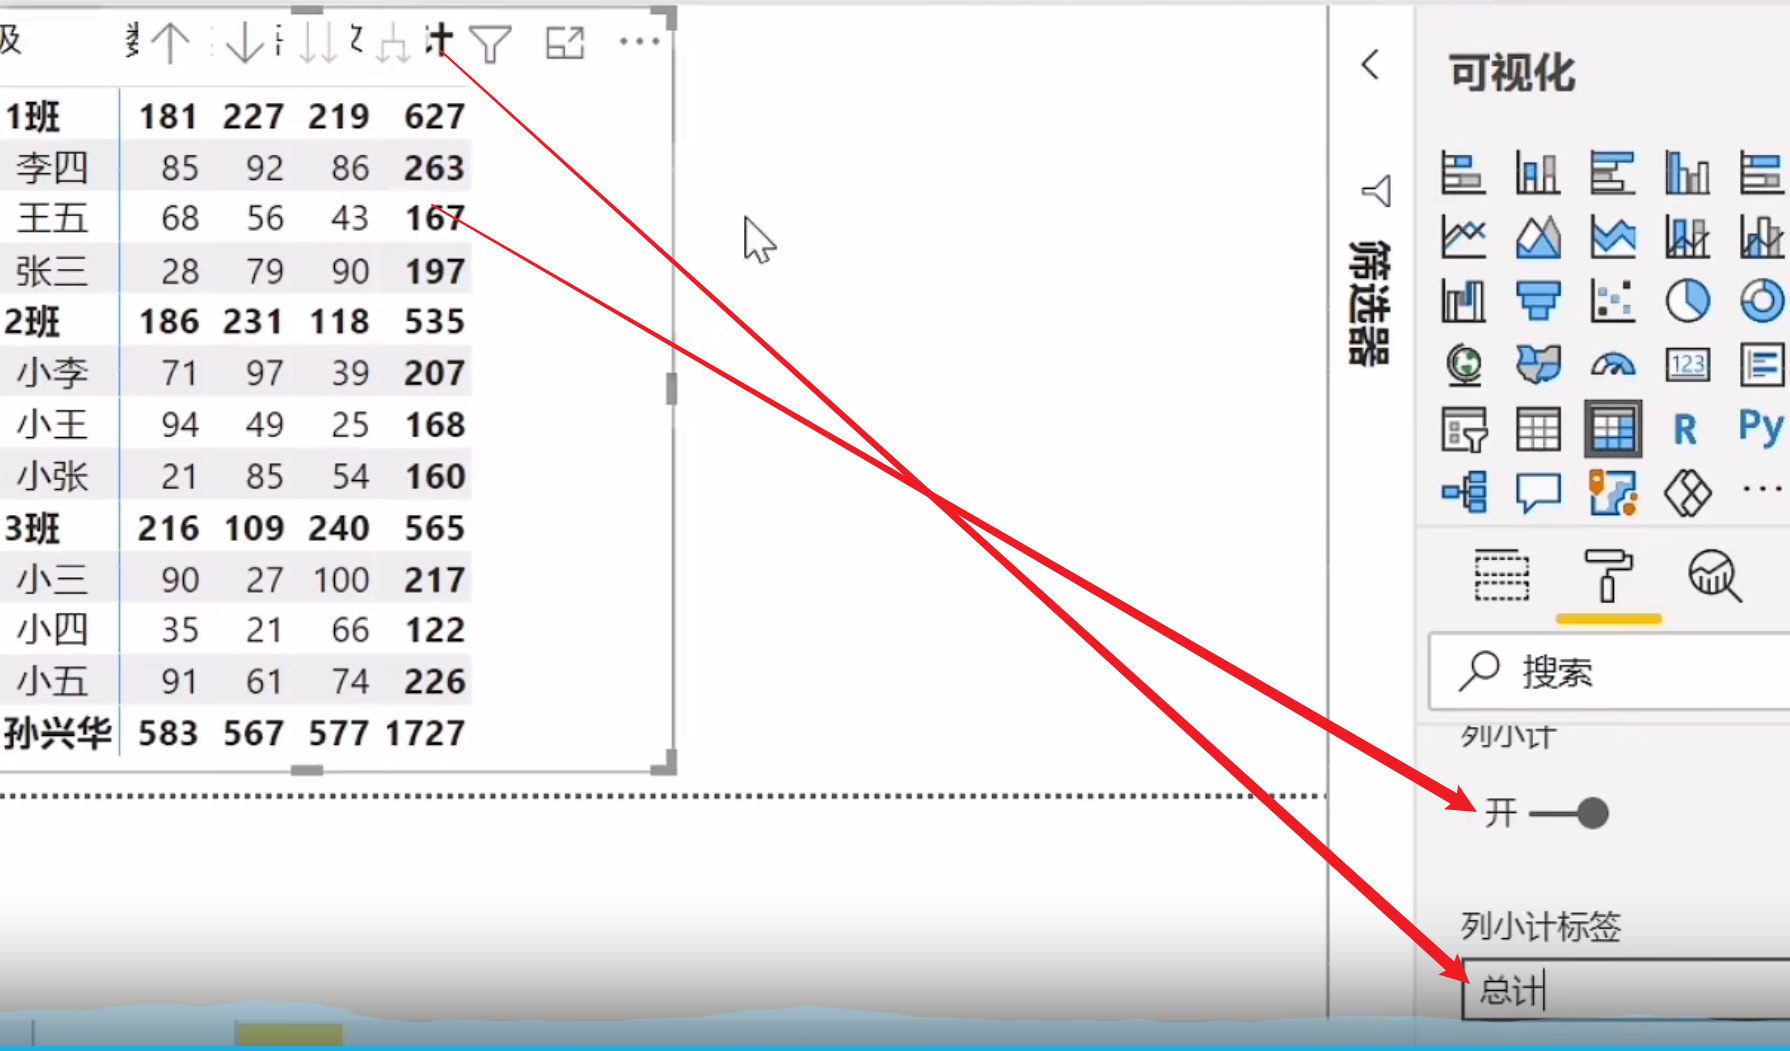 级
计
1班 181 227 219 627
李四 85 92 86 263
王五 68 56 43 167
张三 28 79 90 197
2班 186 231 118 535
小李 71 97 39 207
小王 94 49 25 168
小张 21 85 54 160
3班 216 109 240 565
小三 90 27 100 217
小四 35 21 66 122
小五 91 61 74 226
孙兴华 583 567 577 1727
筛选器
可视化
123
R Py
搜索
列小计
开
列小计标签
总计